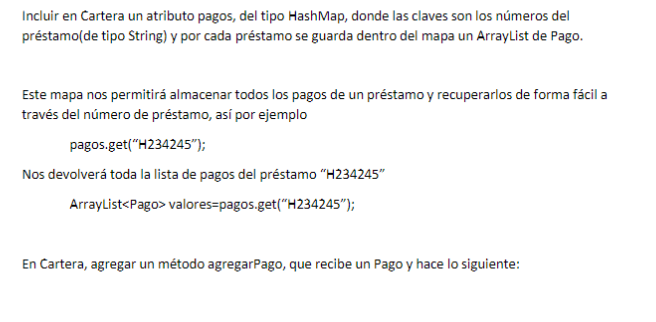 Incluir en Cartera un atributo pagos, del tipo HashMap, donde las claves son los números del
préstamo(de tipo String) y por cada préstamo se guarda dentro del mapa un ArrayList de Pago.
Este mapa nos permitirá almacenar todos los pagos de un préstamo y recuperarlos de forma fácil a
través del número de préstamo, así por ejemplo
pagos.get(“H234245”);
Nos devolverá toda la lista de pagos del préstamo “H234245”
ArrayList<Pago> valores=pagos.get(“H234245”);
En Cartera, agregar un método agregarPago, que recibe un Pago y hace lo siguiente: